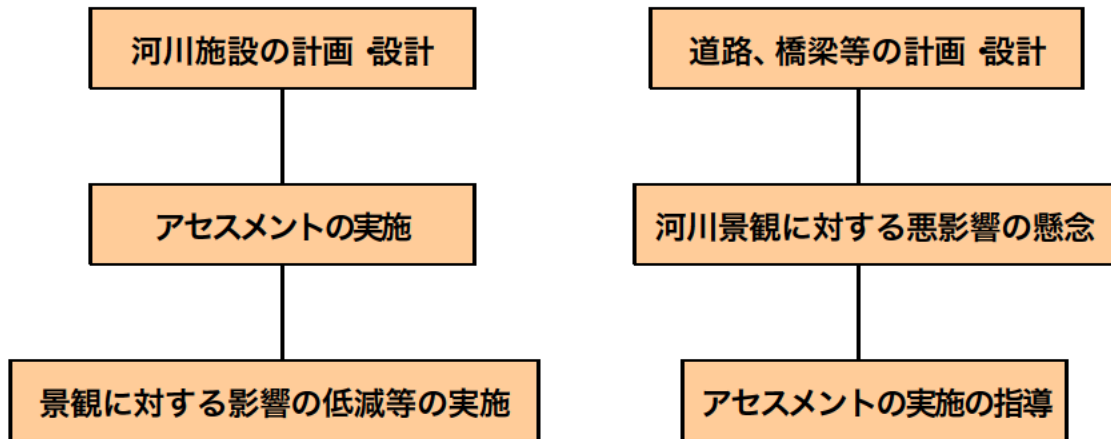 河川施設の計画・設計
アセスメントの実施
景観に対する影響の低減等の実施
道路、橋梁等の計画・設計
河川景観に対する悪影響の懸念
アセスメントの実施の指導